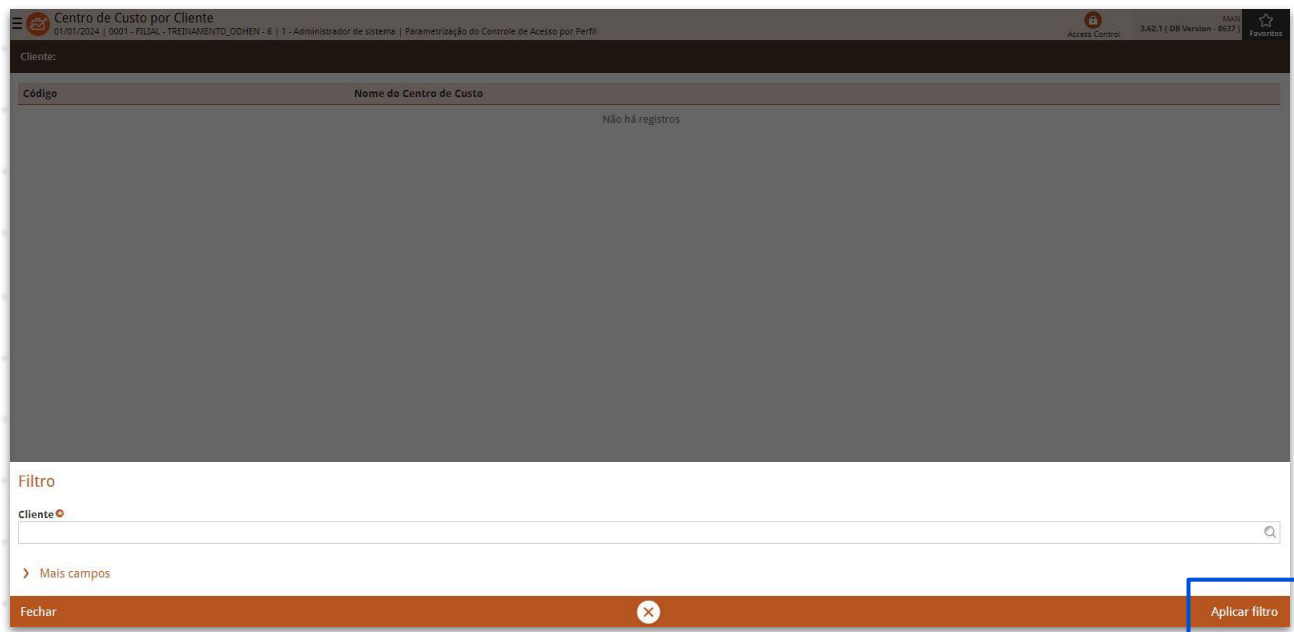 Centro de Custo por Cliente
01/01/2024 | 0001 - FILIAL - TREINAMENTO_ODHEN - 6 | 1 - Administrador de sistema | Parametrização do Controle de Acesso por Perfil
Access Control
MAN
3.62.1 ( DB Version - 8637 )
Favoritos
Cliente:
Código Nome do Centro de Custo
Não há registros
Filtro
Cliente
Mais campos
Fechar Aplicar filtro